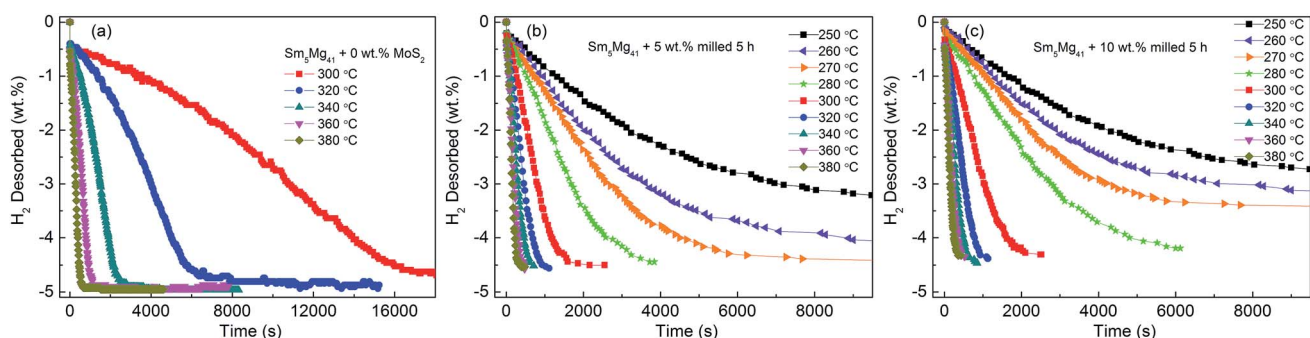 (a)
Sm5Mg41 + 0 wt.% MoS2
300 °C
320 °C
340 °C
360 °C
380 °C
0
-1
-2
-3
-4
-5
H2 Desorbed (wt.%)
0 4000 8000 12000 16000
Time (s)
(b)
Sm5Mg41 + 5 wt.% milled 5 h
250 °C
260 °C
270 °C
280 °C
300 °C
320 °C
340 °C
360 °C
380 °C
0
-1
-2
-3
-4
-5
H2 Desorbed (wt.%)
0 2000 4000 6000 8000
Time (s)
(c)
Sm5Mg41 + 10 wt.% milled 5 h
250 °C
260 °C
270 °C
280 °C
300 °C
320 °C
340 °C
360 °C
380 °C
0
-1
-2
-3
-4
-5
H2 Desorbed (wt.%)
0 2000 4000 6000 8000
Time (s)